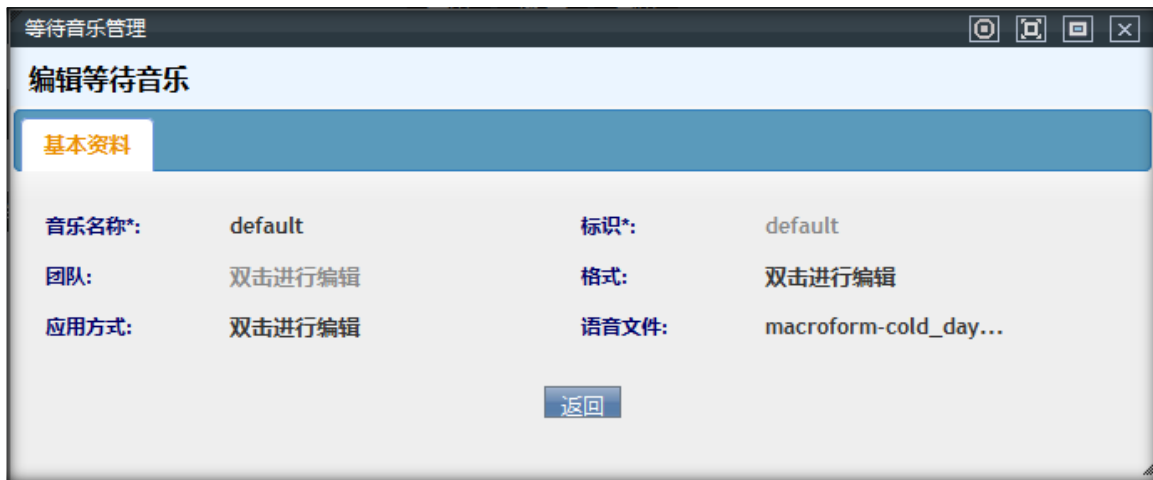 等待音乐管理
编辑等待音乐
基本资料
音乐名称*: default 标识*: default
团队: 双击进行编辑 格式: 双击进行编辑
应用方式: 双击进行编辑 语音文件: macroform-cold_day...
返回